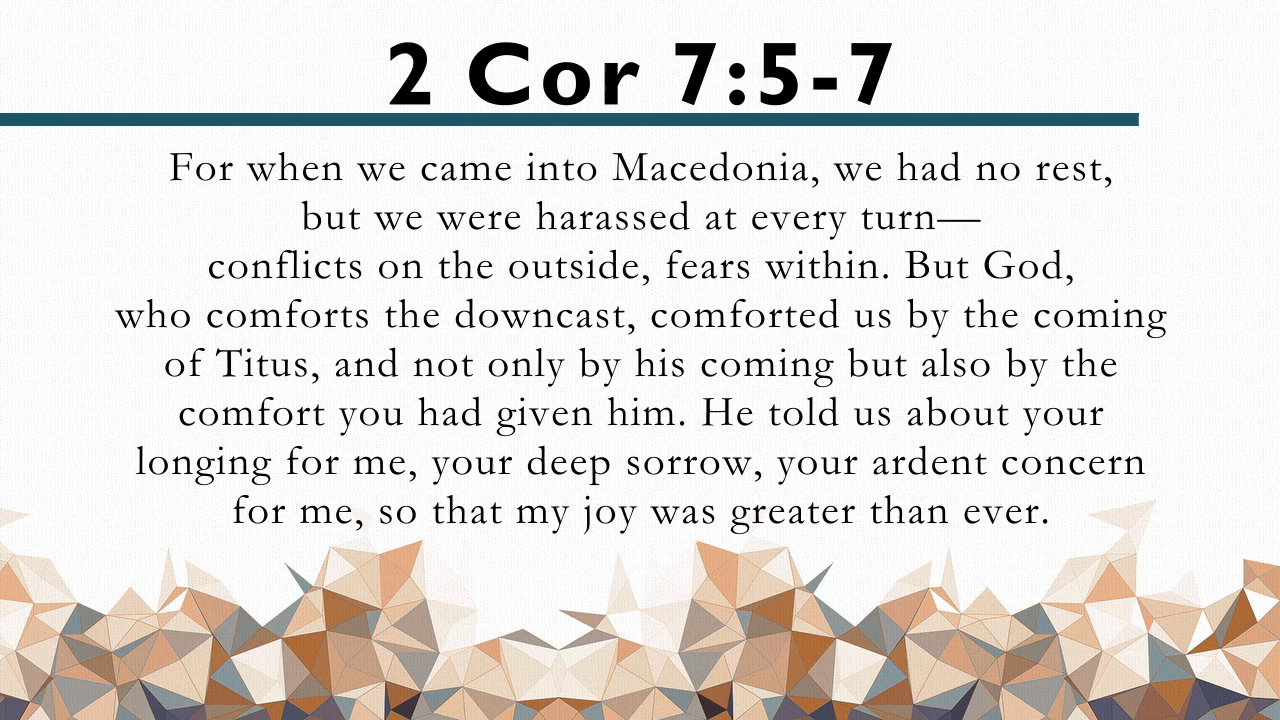 2 Cor 7:5-7
For when we came into Macedonia, we had no rest,
but we were harassed at every turn—
conflicts on the outside, fears within. But God,
who comforts the downcast, comforted us by the coming
of Titus, and not only by his coming but also by the
comfort you had given him. He told us about your
longing for me, your deep sorrow, your ardent concern
for me, so that my joy was greater than ever.